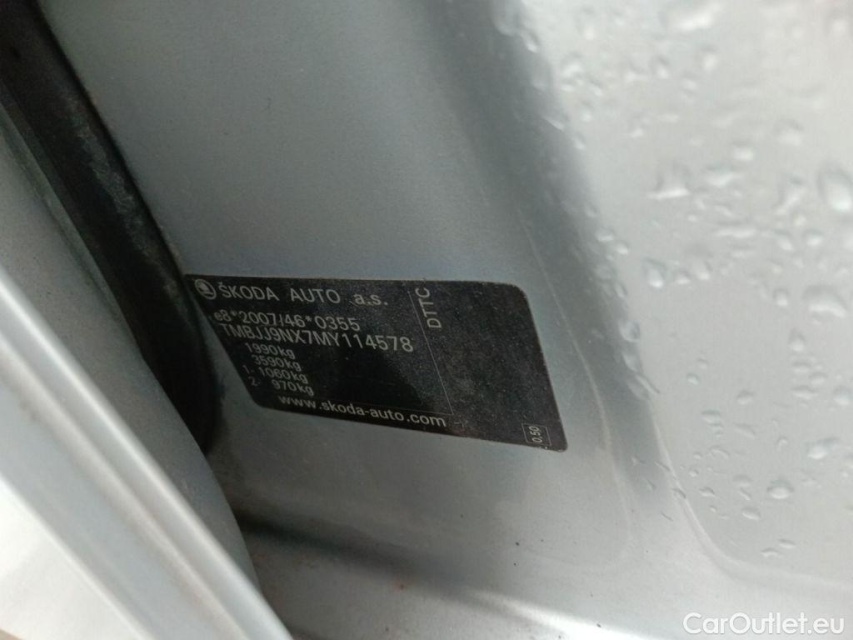 ŠKODA AUTO a.s.
e8*2007/46*0355
TMBJJ9NX7MY114578
1990kg
3590kg
1: 1060kg
2: 970kg
www.skoda-auto.com
DTTC
0.50
CarOutlet.eu